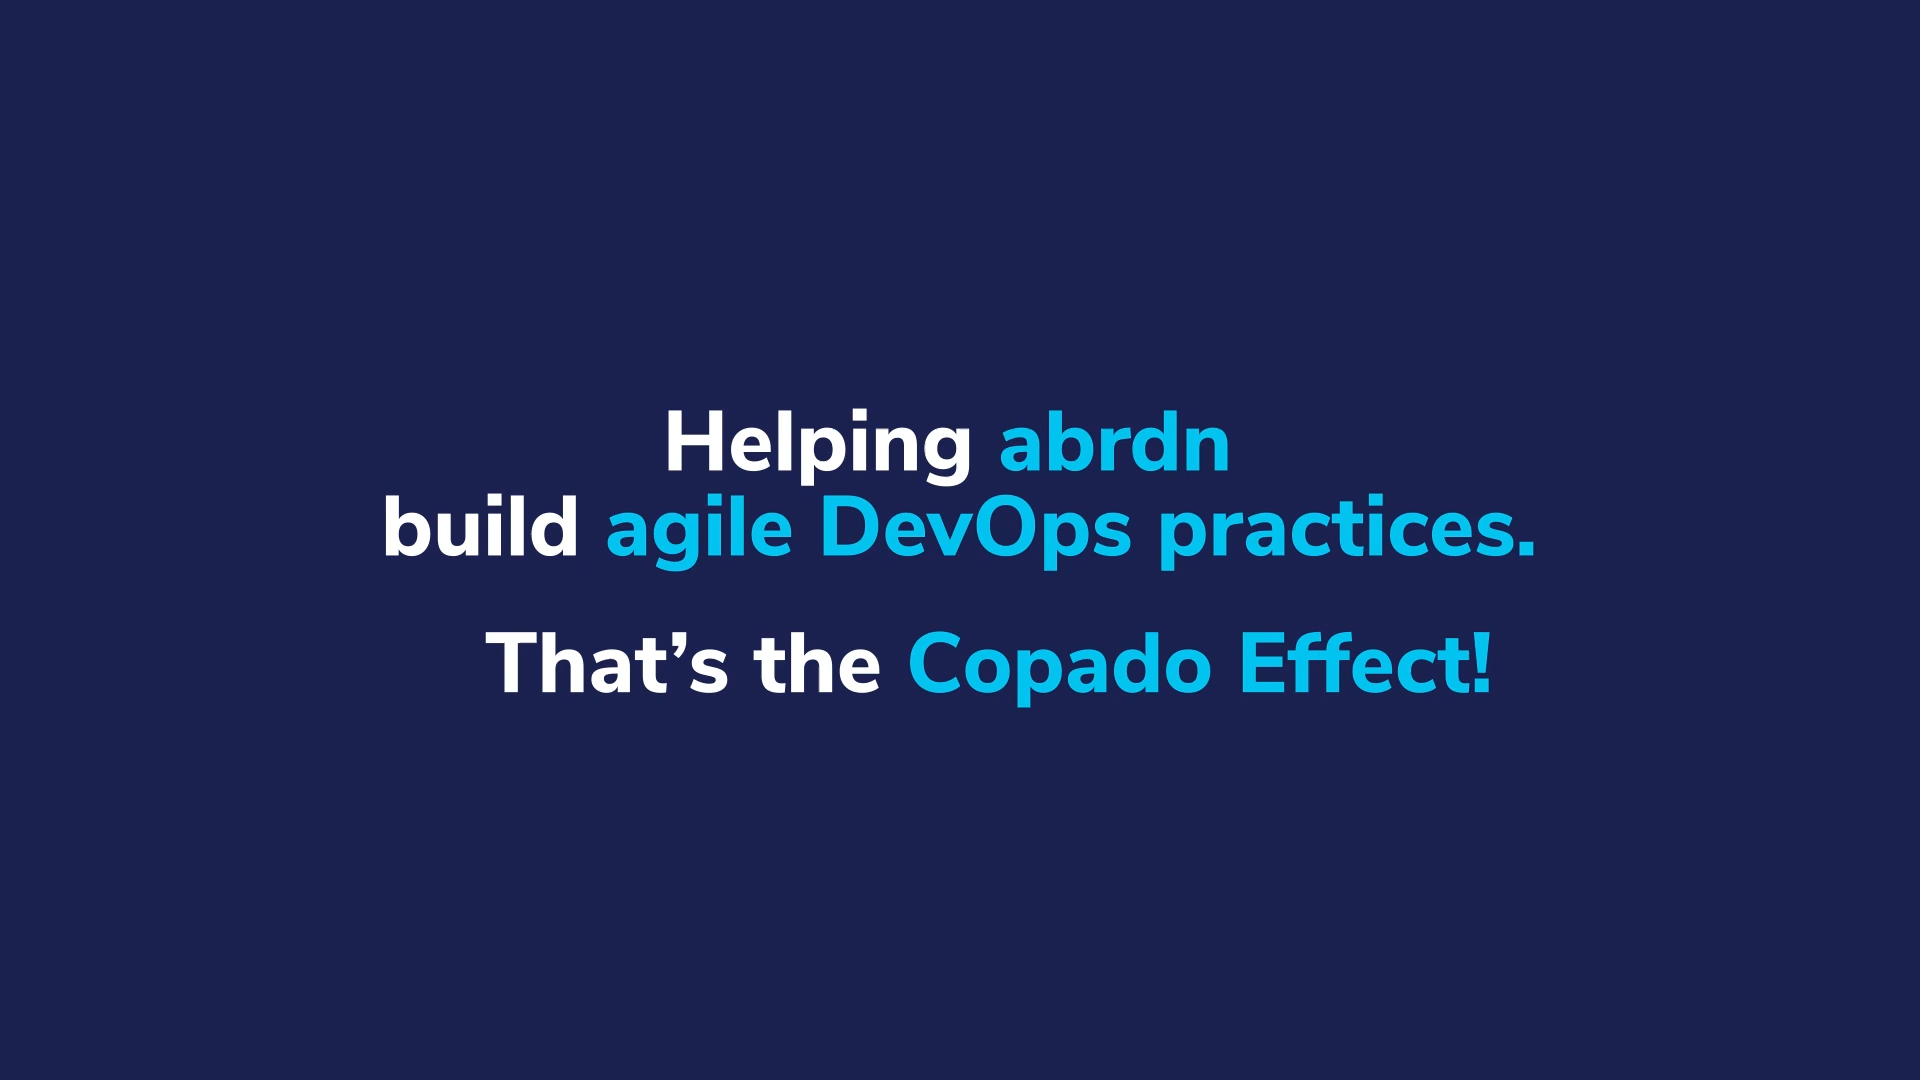 Helping abrdn
build agile DevOps practices.
That’s the Copado Effect!